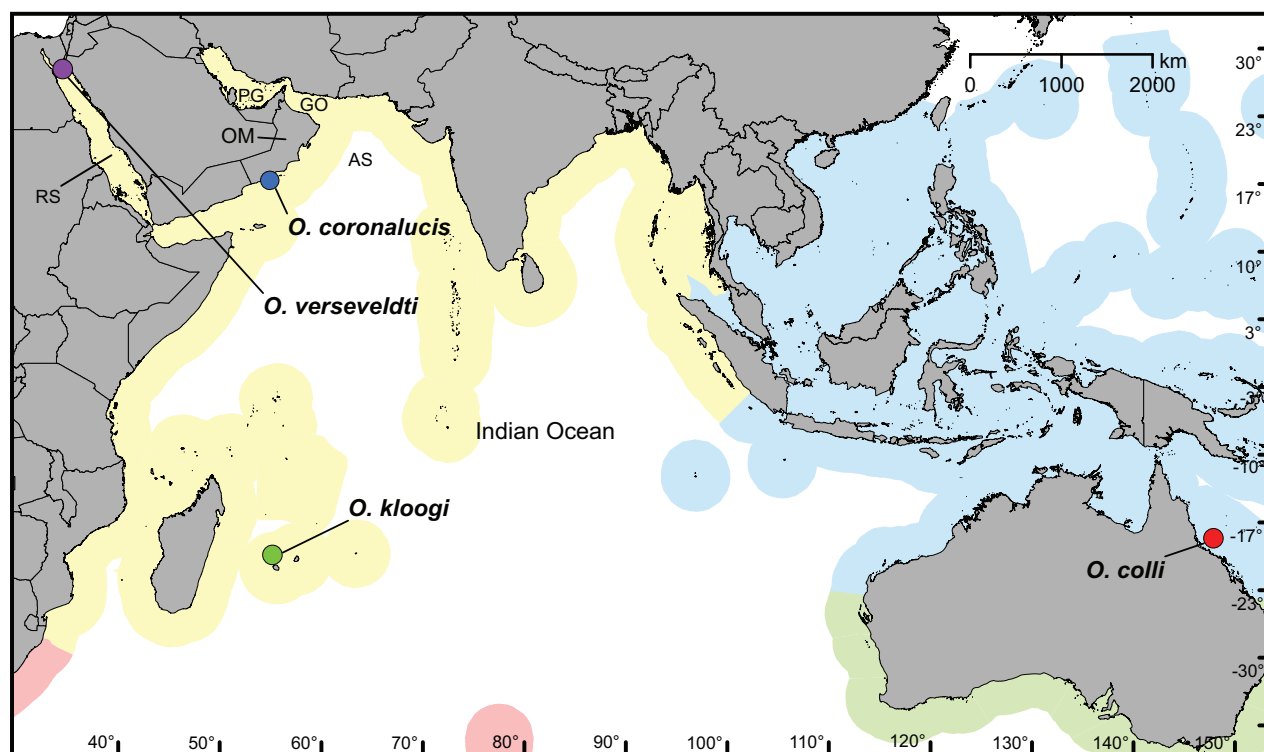 km
0 1000 2000
30°
23°
17°
10°
3°
-3°
-10°
-17°
-23°
-30°
PG
GO
OM
AS
RS
O. coronalucis
O. verseveldti
Indian Ocean
O. kloogi
O. colli
40° 50° 60° 70° 80° 90° 100° 110° 120° 130° 140° 150°